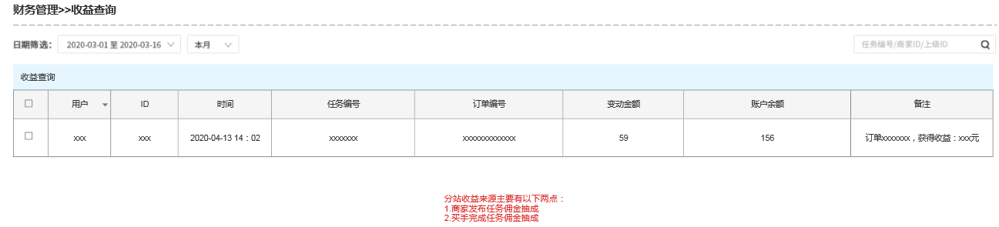 财务管理>>收益查询
日期筛选： 2020-03-01 至 2020-03-16 本月 任务编号/商家ID/上级ID
收益查询
用户 ID 时间 任务编号 订单编号 变动金额 账户余额 备注
xxx xxx 2020-04-13 14：02 xxxxxxx xxxxxxxxxxxxx 59 156 订单xxxxxxx，获得收益：xxx元
分站收益来源主要有以下两点：
1.商家发布任务佣金抽成
2.买手完成任务佣金抽成